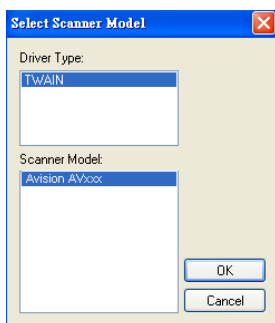 Select Scanner Model
Driver Type:
TWAIN
Scanner Model:
Avision AVxxx
OK
Cancel